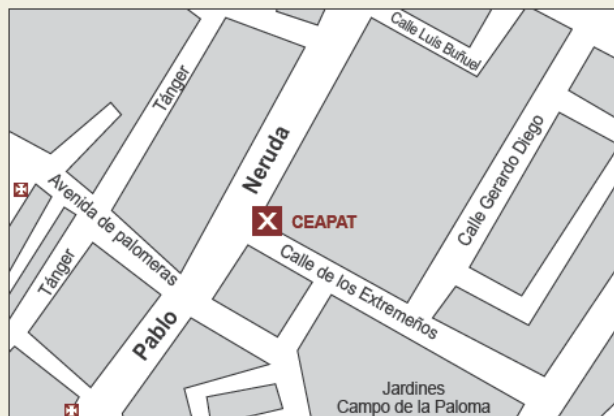 Calle Luis Buñuel
Tánger
Neruda
Calle Gerardo Diego
Avenida de palomeras
X CEAPAT
Tánger
Calle de los Extremeños
Pablo
Jardines
Campo de la Paloma